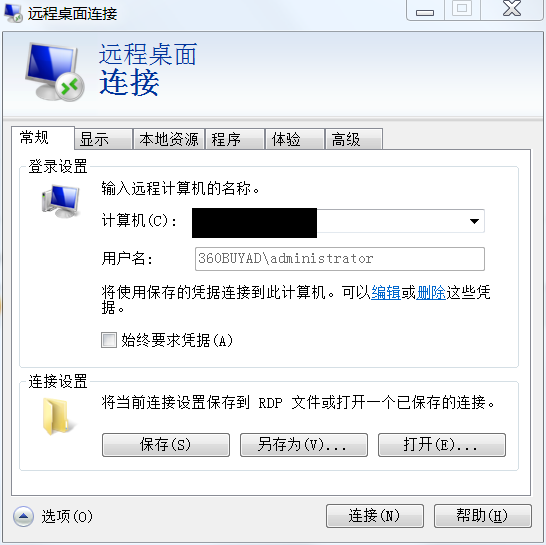 远程桌面连接
远程桌面
连接
常规 显示 本地资源 程序 体验 高级
登录设置
输入远程计算机的名称。
计算机(C):
用户名: 360BUYAD\administrator
将使用保存的凭据连接到此计算机。可以编辑或删除这些凭
据。
始终要求凭据(A)
连接设置
将当前连接设置保存到 RDP 文件或打开一个已保存的连接。
保存(S) 另存为(V)... 打开(E)...
选项(O) 连接(N) 帮助(H)